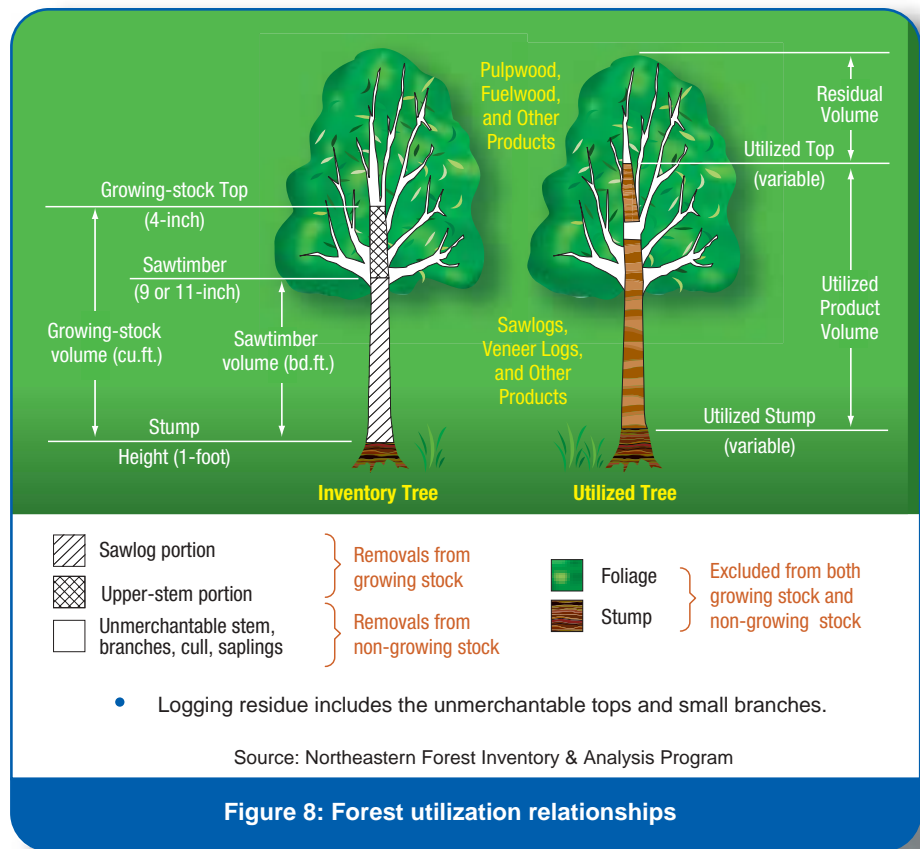 Growing-stock Top
(4-inch)
Sawtimber
(9 or 11-inch)
Growing-stock
volume (cu.ft.)
Sawtimber
volume (bd.ft.)
Stump
Height (1-foot)
Inventory Tree
Pulpwood,
Fuelwood,
and Other
Products
Sawlogs,
Veneer Logs,
and Other
Products
Residual
Volume
Utilized Top
(variable)
Utilized
Product
Volume
Utilized Stump
(variable)
Utilized Tree
Sawlog portion
Upper-stem portion
Removals from
growing stock
Unmerchantable stem,
branches, cull, saplings
Removals from
non-growing stock
Foliage
Stump
Excluded from both
growing stock and
non-growing stock
• Logging residue includes the unmerchantable tops and small branches.
Source: Northeastern Forest Inventory & Analysis Program
Figure 8: Forest utilization relationships